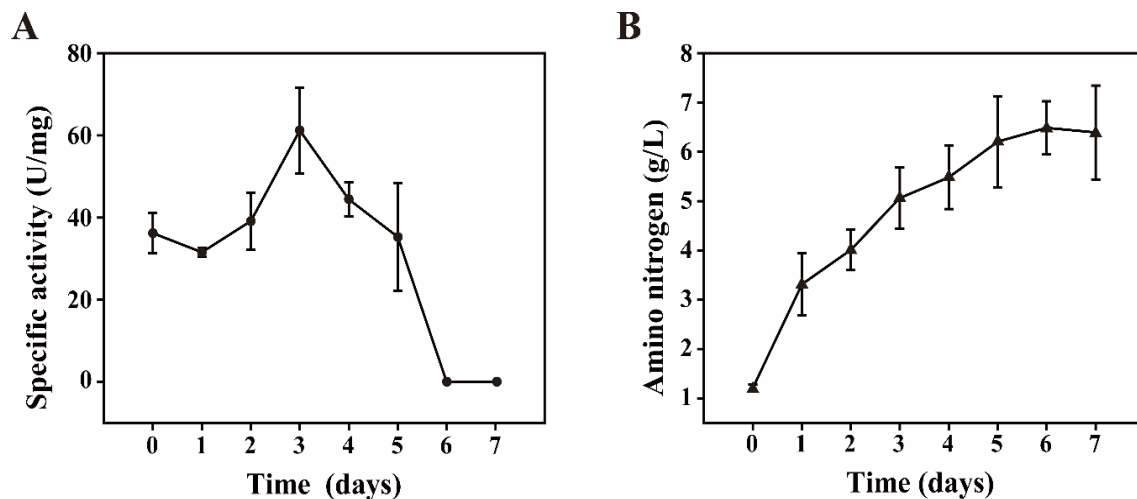 A
Specific activity (U/mg)
80
60
40
20
0
0 1 2 3 4 5 6 7
Time (days)
B
Amino nitrogen (g/L)
8
7
6
5
4
3
2
1
0 1 2 3 4 5 6 7
Time (days)